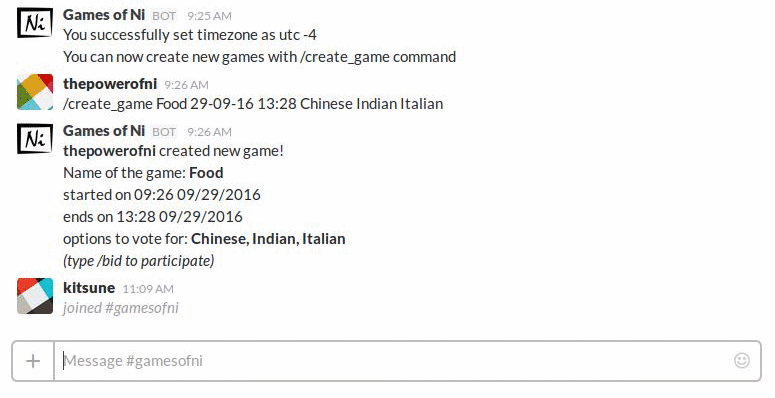 Ni
Games of Ni BOT 9:25 AM
You successfully set timezone as utc -4
You can now create new games with /create_game command
thepowerofni 9:26 AM
/create_game Food 29-09-16 13:28 Chinese Indian Italian
Ni
Games of Ni BOT 9:26 AM
thepowerofni created new game!
Name of the game: Food
started on 09:26 09/29/2016
ends on 13:28 09/29/2016
options to vote for: Chinese, Indian, Italian
(type /bid to participate)
kitsune 11:09 AM
joined #gamesofni
+ Message #gamesofni